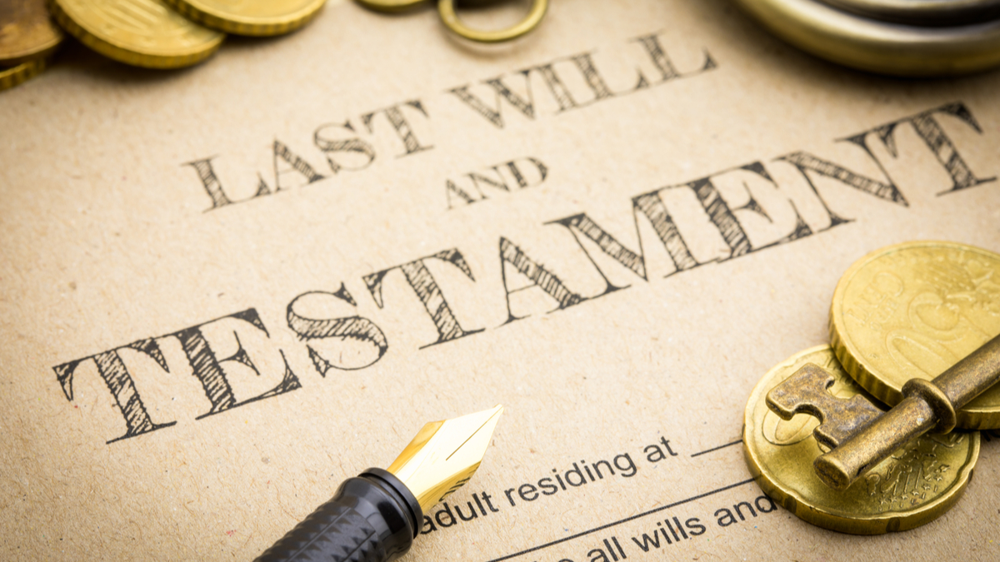 LAST WILL
AND
TESTAMENT
adult residing at
all wills and